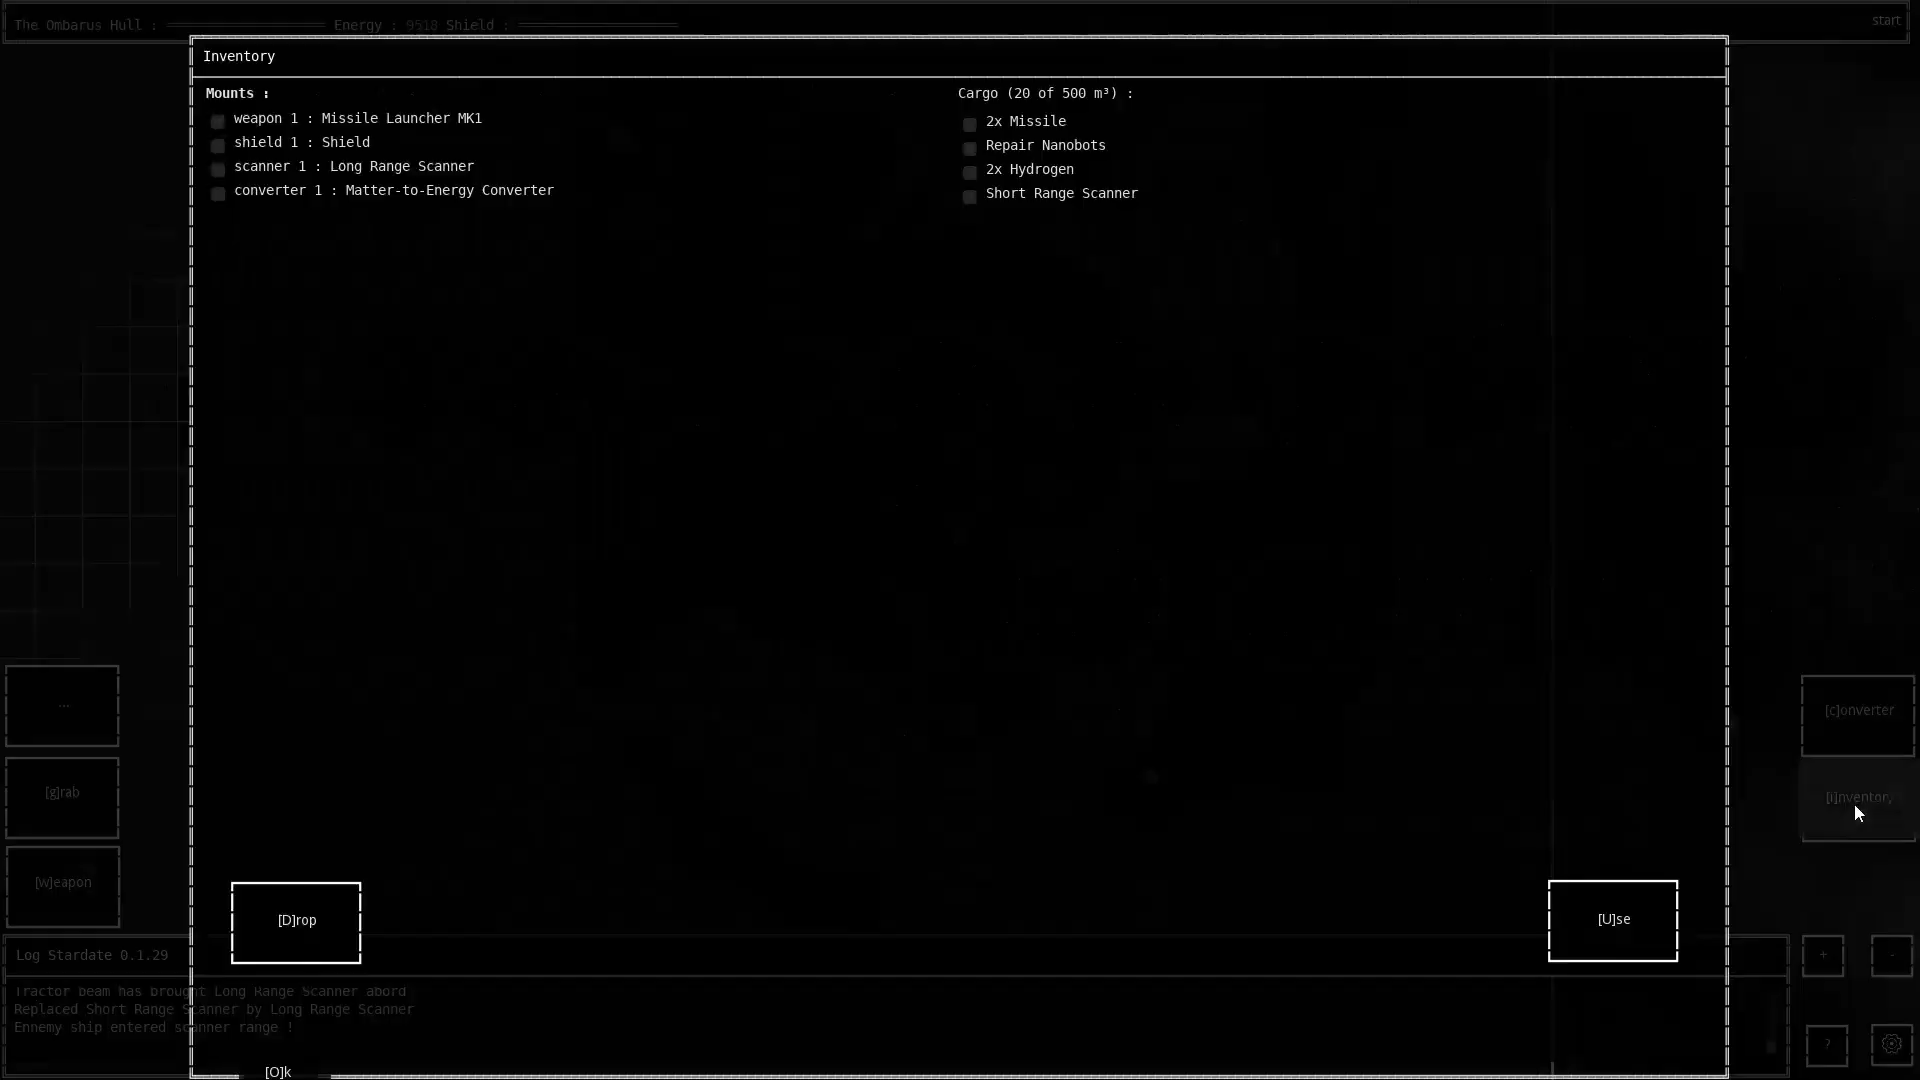 The Ombarus Hull : Energy : 9518 Shield :
start
Inventory
Mounts :
weapon 1 : Missile Launcher MK1
shield 1 : Shield
scanner 1 : Long Range Scanner
converter 1 : Matter-to-Energy Converter
Cargo (20 of 500 m³) :
2x Missile
Repair Nanobots
2x Hydrogen
Short Range Scanner
...
[g]rab
[w]eapon
[c]onverter
[i]nventory
[D]rop
[U]se
Log Stardate 0.1.29
Tractor beam has brought Long Range Scanner abord
Replaced Short Range Scanner by Long Range Scanner
Ennemy ship entered scanner range !
+
-
?
[O]k